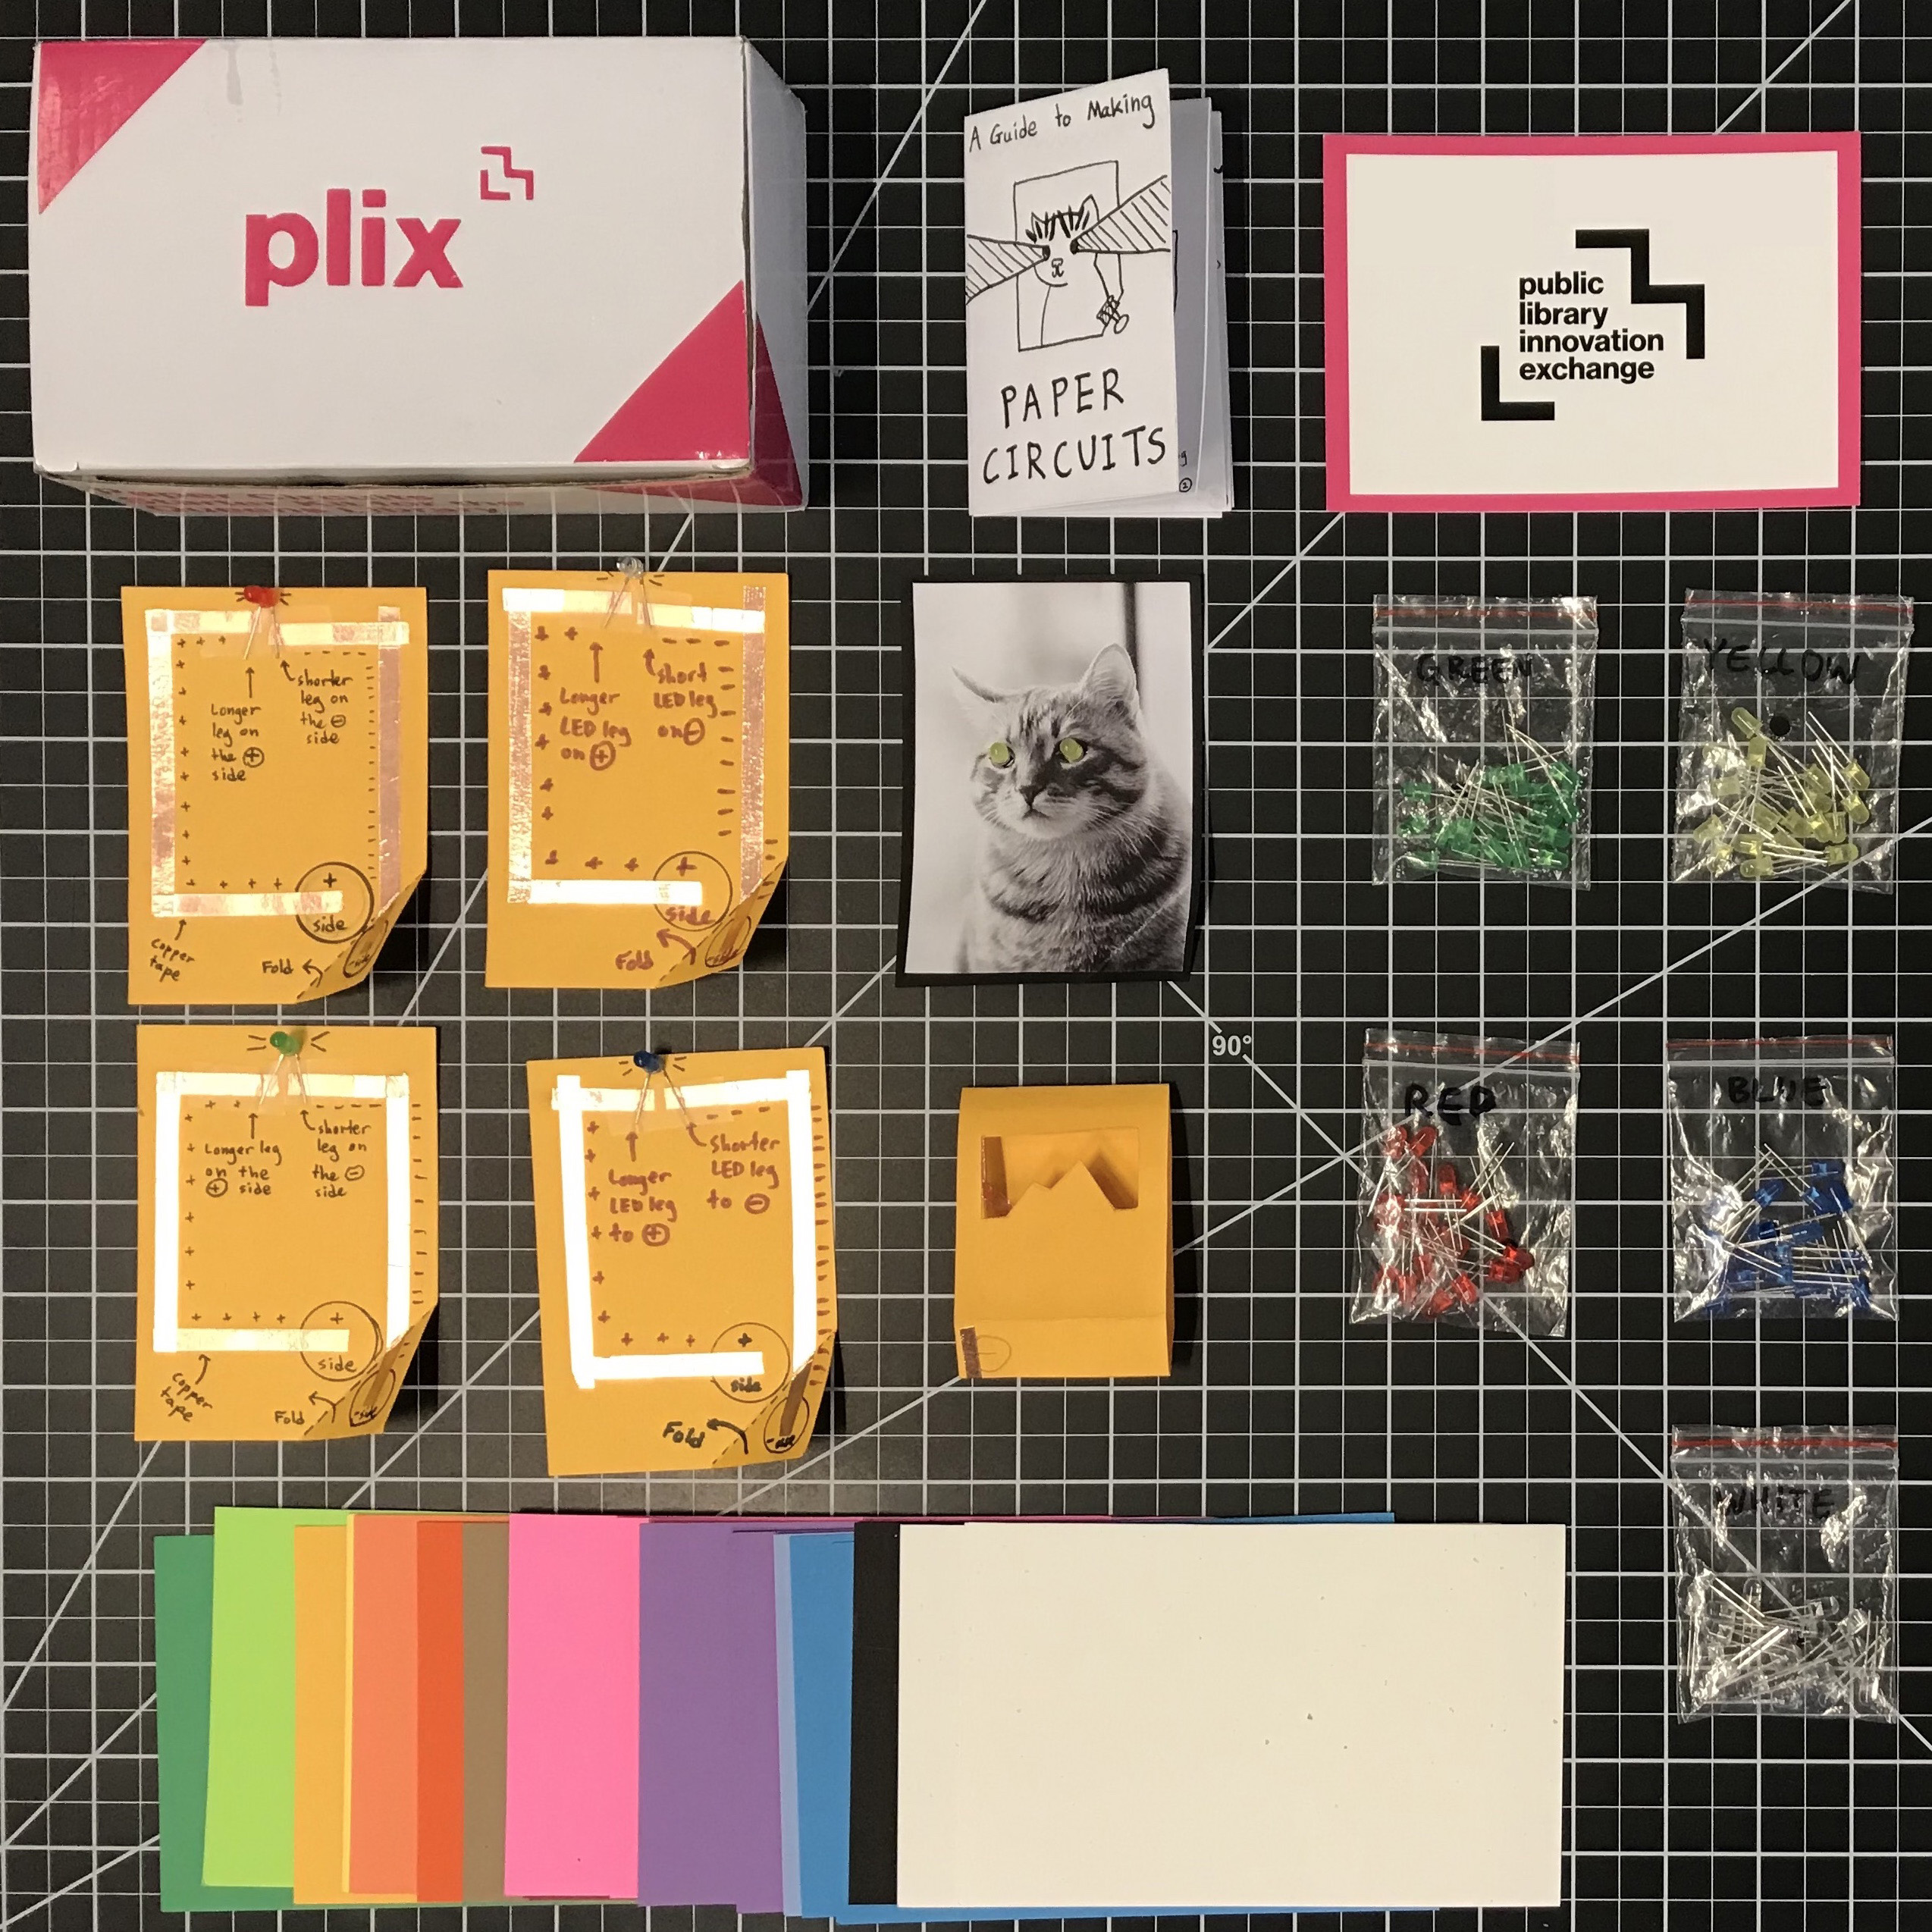 plix
A Guide to Making
PAPER
CIRCUITS
public
library
innovation
exchange
+ + +
Longer
leg on
the ⊕
side
shorter
leg on
the ⊖
side
+
side
Copper
tape
Fold
Longer
LED leg
on ⊕
short
LED leg
on ⊖
+
side
Fold
GREEN
YELLOW
Longer leg
on the
⊕ side
shorter
leg on
the ⊖
side
+
side
Copper
tape
Fold
-side
Longer
LED leg
to ⊕
Shorter
LED leg
to ⊖
+
side
Fold
90°
RED
BLUE
WHITE